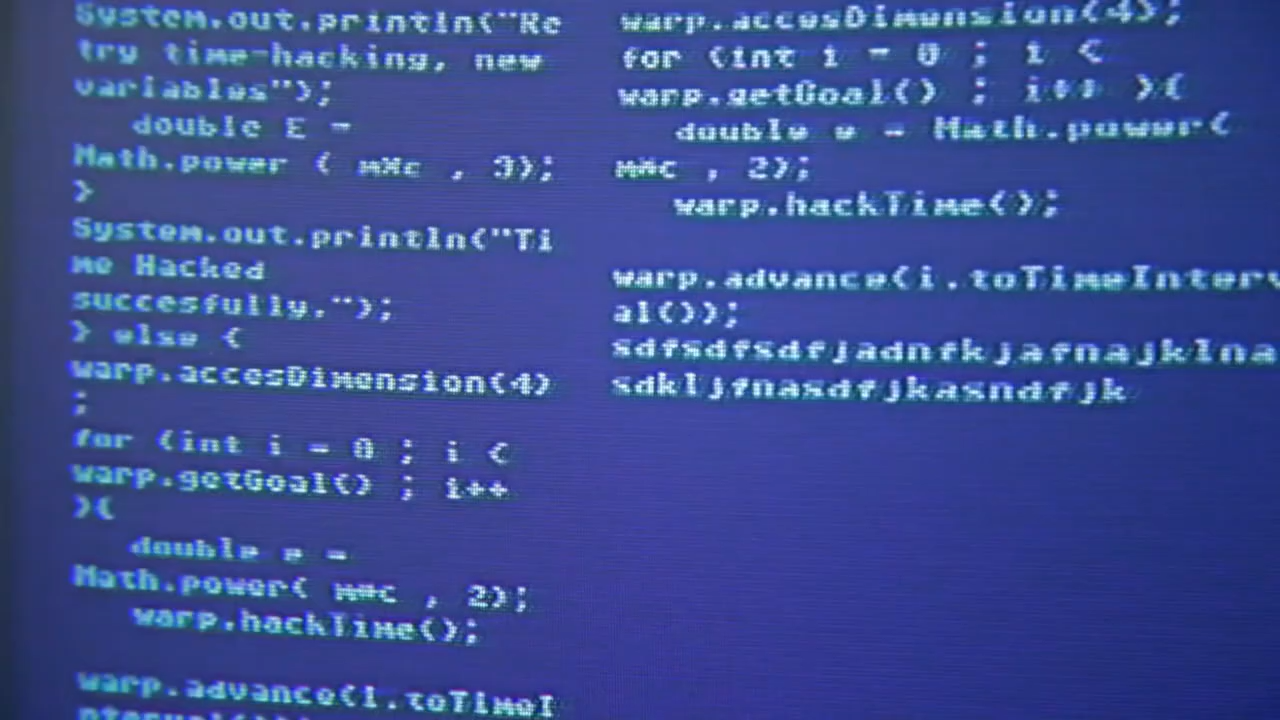 System.out.println("Re
try time-hacking, new
variables");
double E =
Math.power ( m*c , 3);
}
System.out.println("Ti
me Hacked
succesfully.");
} else {
warp.accesDimension(4)
;
for (int i = 0 ; i <
warp.getGoal() ; i++
){
double e =
Math.power( m*c , 2);
warp.hackTime();
warp.advance(i.toTimeI
nterval());
warp.accesDimension(4);
for (int i = 0 ; i <
warp.getGoal() ; i++ ){
double e = Math.power(
m*c , 2);
warp.hackTime();
warp.advance(i.toTimeInterv
al());
sdfsdfsdfjadnfkjafnajklna
sdkljfnasdfjkasndfjk